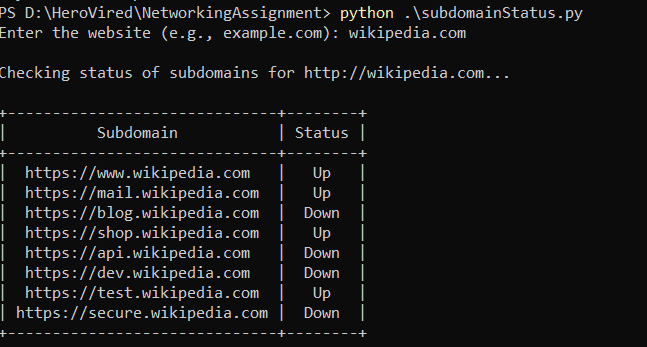 PS D:\HeroVired\NetworkingAssignment> python .\subdomainStatus.py
Enter the website (e.g., example.com): wikipedia.com
Checking status of subdomains for http://wikipedia.com...
+------------------------------+--------+
|          Subdomain           | Status |
+------------------------------+--------+
|  https://www.wikipedia.com   |   Up   |
|  https://mail.wikipedia.com  |   Up   |
|  https://blog.wikipedia.com  |  Down  |
|  https://shop.wikipedia.com  |   Up   |
|  https://api.wikipedia.com   |  Down  |
|  https://dev.wikipedia.com   |  Down  |
|  https://test.wikipedia.com  |   Up   |
| https://secure.wikipedia.com |  Down  |
+------------------------------+--------+